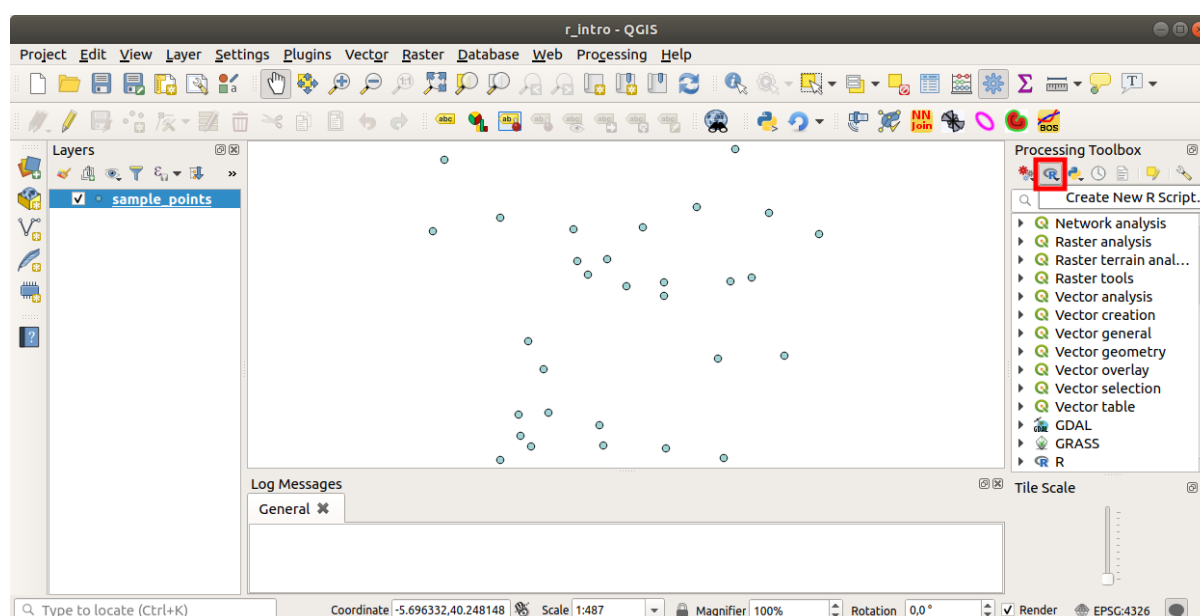 r_intro - QGIS
Project Edit View Layer Settings Plugins Vector Raster Database Web Processing Help
Layers
sample_points
Processing Toolbox
Create New R Script.
Network analysis
Raster analysis
Raster terrain anal...
Raster tools
Vector analysis
Vector creation
Vector general
Vector geometry
Vector overlay
Vector selection
Vector table
GDAL
GRASS
R
Log Messages
General
Tile Scale
Type to locate (Ctrl+K) Coordinate -5.696332,40.248148 Scale 1:487 Magnifier 100% Rotation 0,0 ° Render EPSG:4326